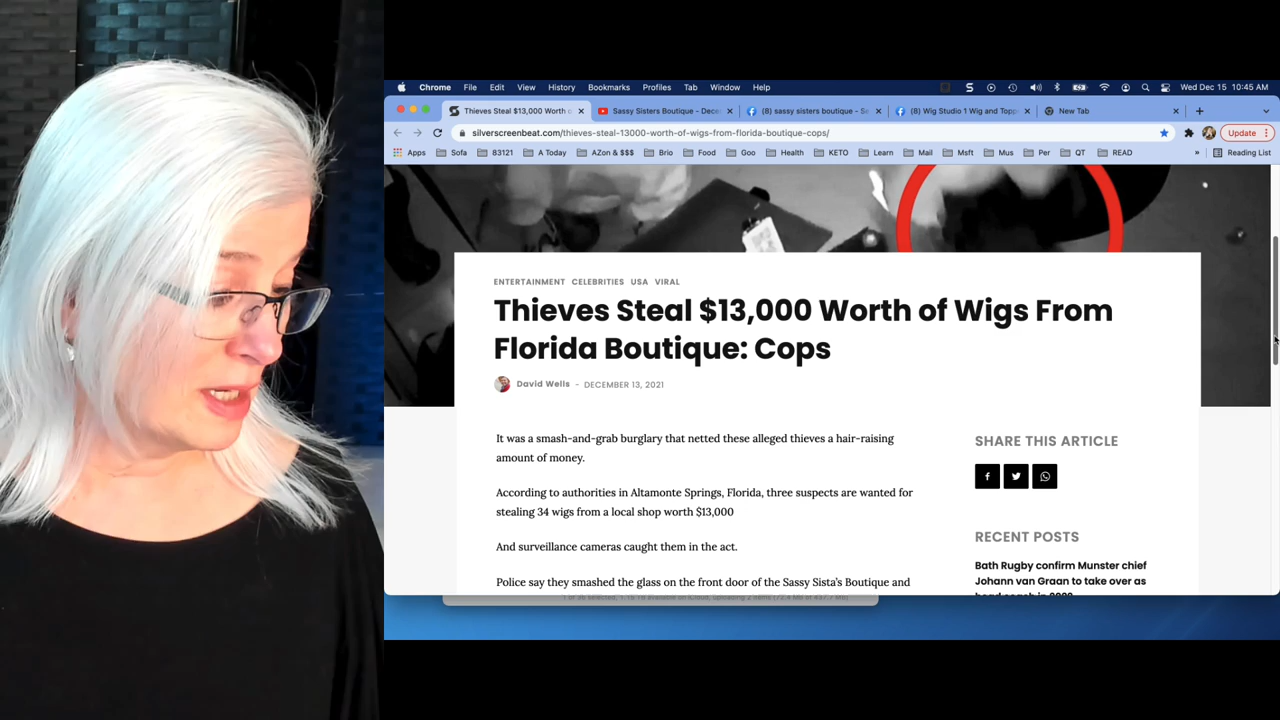 Chrome File Edit View History Bookmarks Profiles Tab Window Help Wed Dec 15 10:45 AM
Thieves Steal $13,000 Worth o Sassy Sisters Boutique - Dece (8) sassy sisters boutique - Se (8) Wig Studio 1 Wig and Toppe New Tab
silverscreenbeat.com/thieves-steal-13000-worth-of-wigs-from-florida-boutique-cops/ Update
Apps Sofa 83121 A Today AZon & $$$ Brio Food Goo Health KETO Learn Mail Msft Mus Per QT READ » Reading List
ENTERTAINMENT CELEBRITIES USA VIRAL
Thieves Steal $13,000 Worth of Wigs From
Florida Boutique: Cops
David Wells - DECEMBER 13, 2021
It was a smash-and-grab burglary that netted these alleged thieves a hair-raising
amount of money.
According to authorities in Altamonte Springs, Florida, three suspects are wanted for
stealing 34 wigs from a local shop worth $13,000
And surveillance cameras caught them in the act.
Police say they smashed the glass on the front door of the Sassy Sista's Boutique and
SHARE THIS ARTICLE
RECENT POSTS
Bath Rugby confirm Munster chief
Johann van Graan to take over as